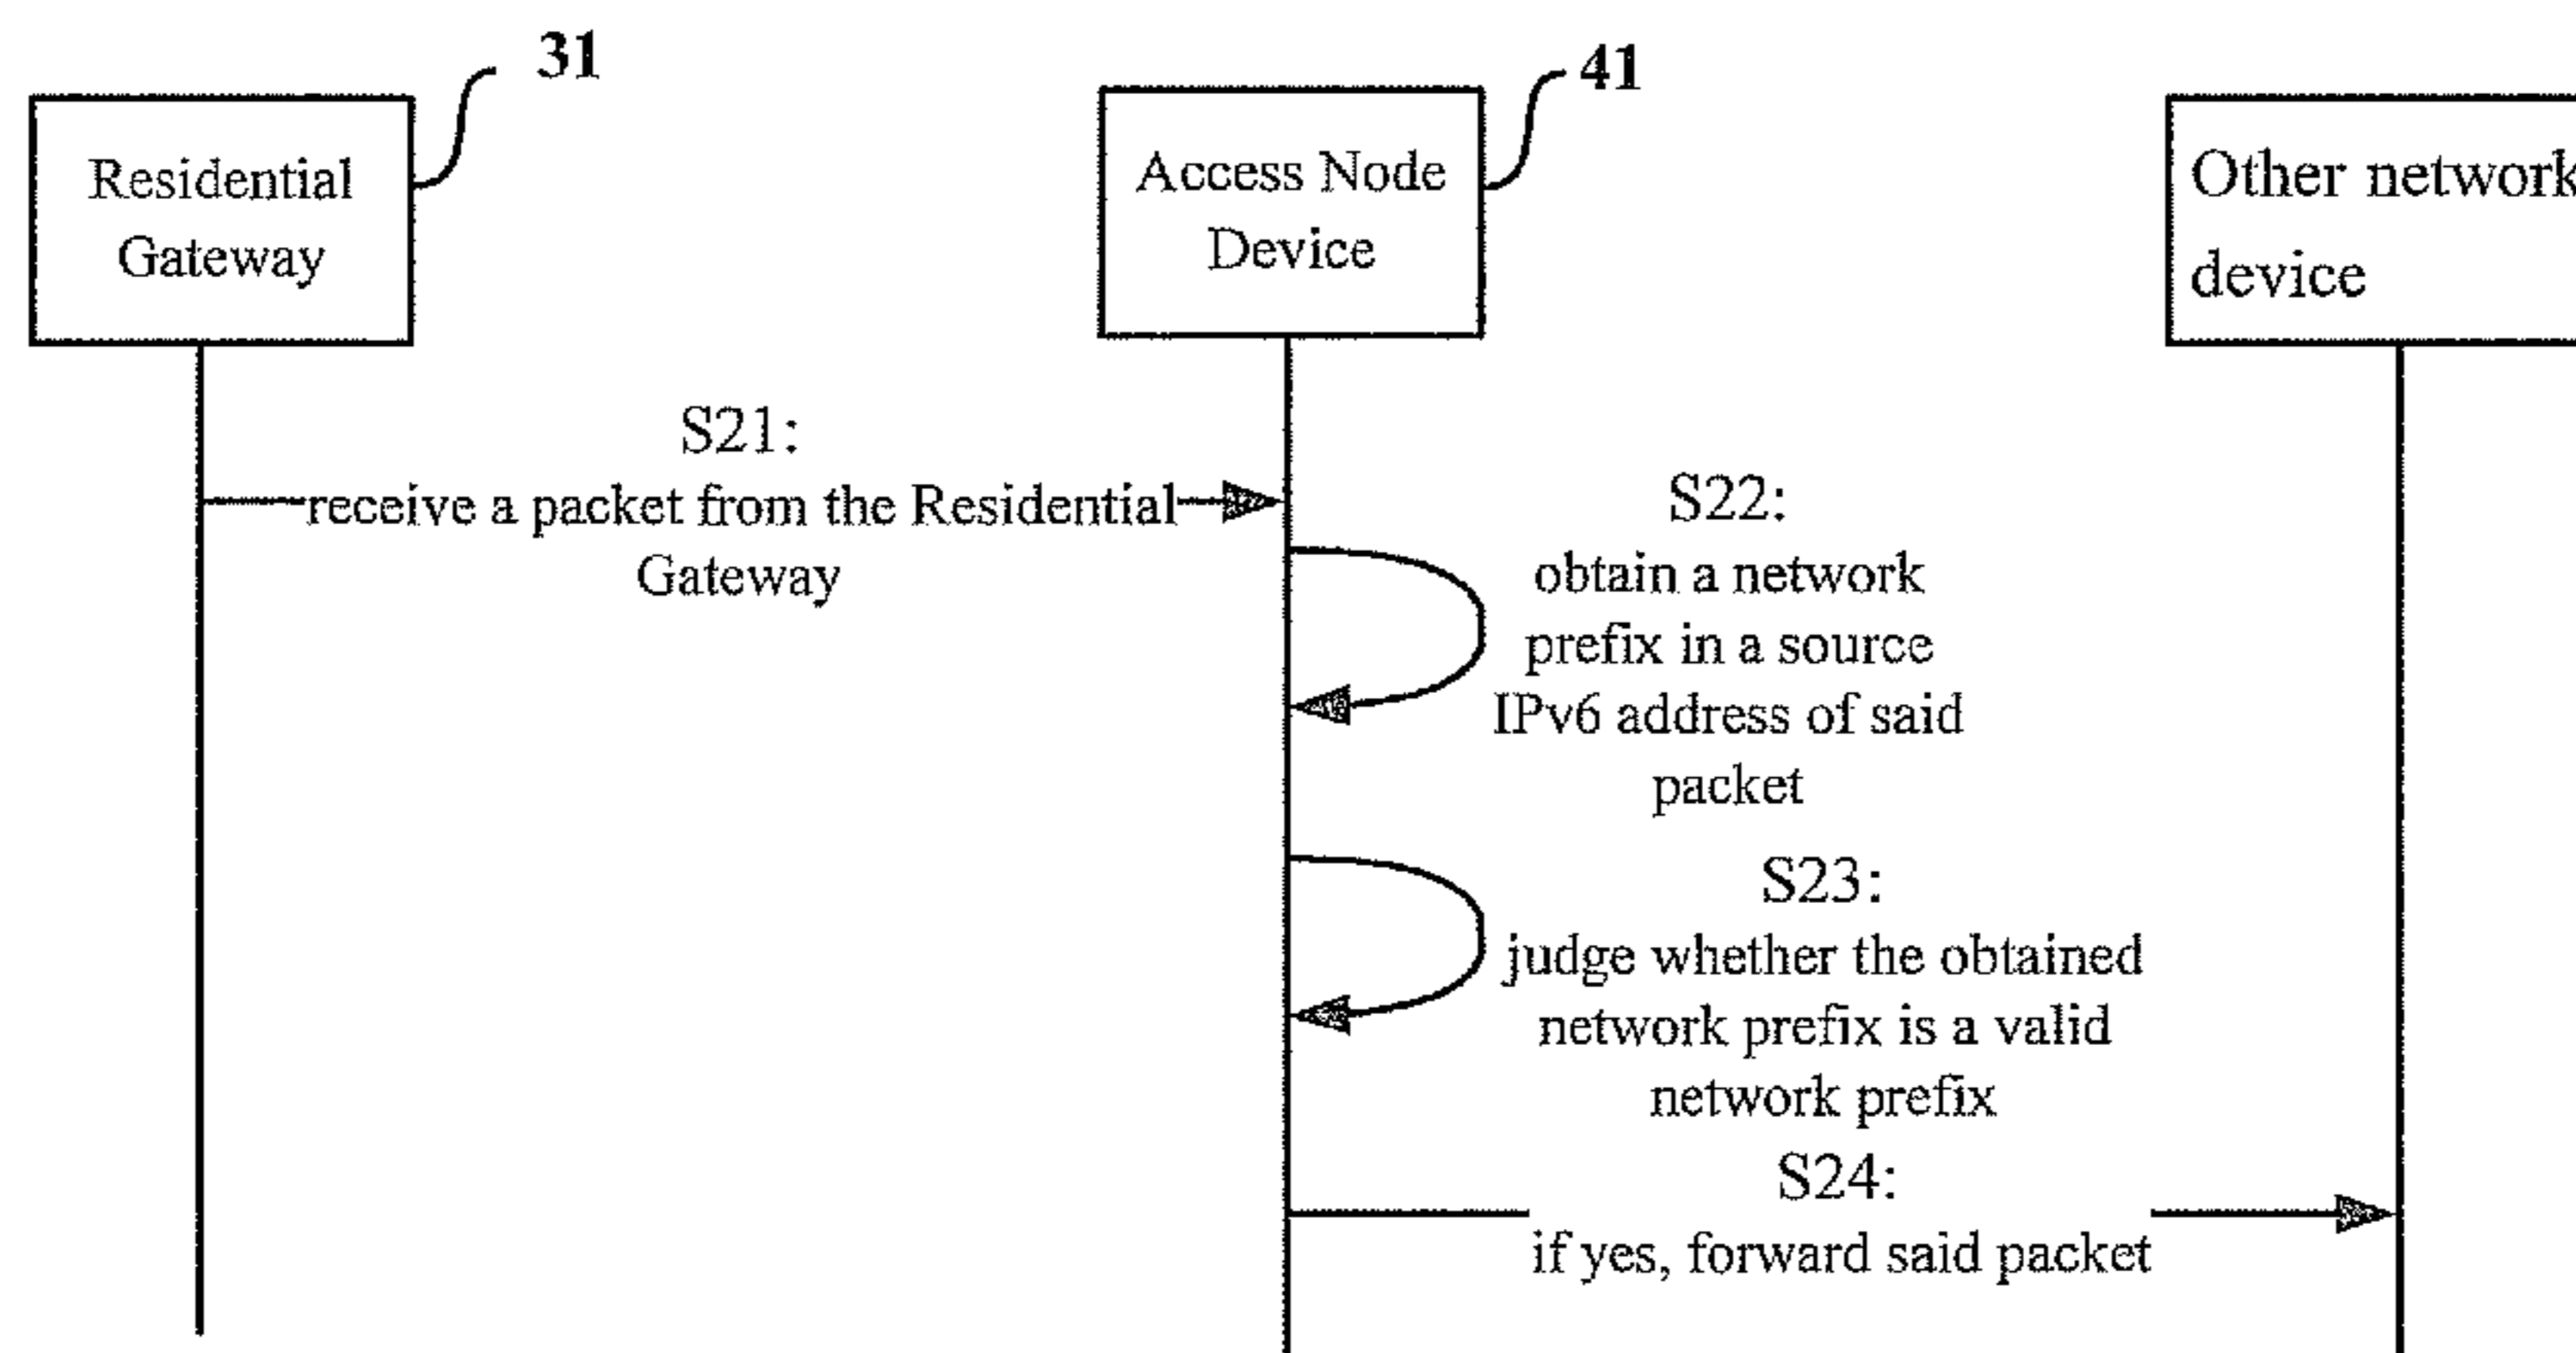 31
41
Residential
Gateway
Access Node
Device
Other network
device
S21:
receive a packet from the Residential
Gateway
S22:
obtain a network
prefix in a source
IPv6 address of said
packet
S23:
judge whether the obtained
network prefix is a valid
network prefix
S24:
if yes, forward said packet